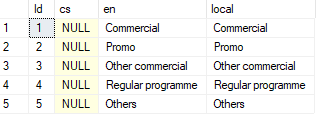 Id cs en local
1 1 NULL Commercial Commercial
2 2 NULL Promo Promo
3 3 NULL Other commercial Other commercial
4 4 NULL Regular programme Regular programme
5 5 NULL Others Others